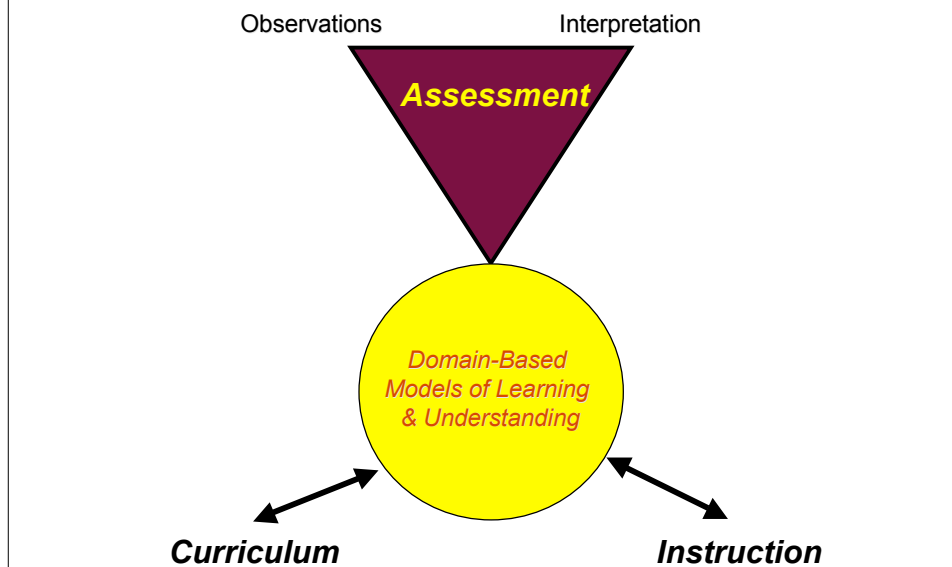 Observations
Interpretation
Assessment
Domain-Based
Models of Learning
& Understanding
Curriculum
Instruction